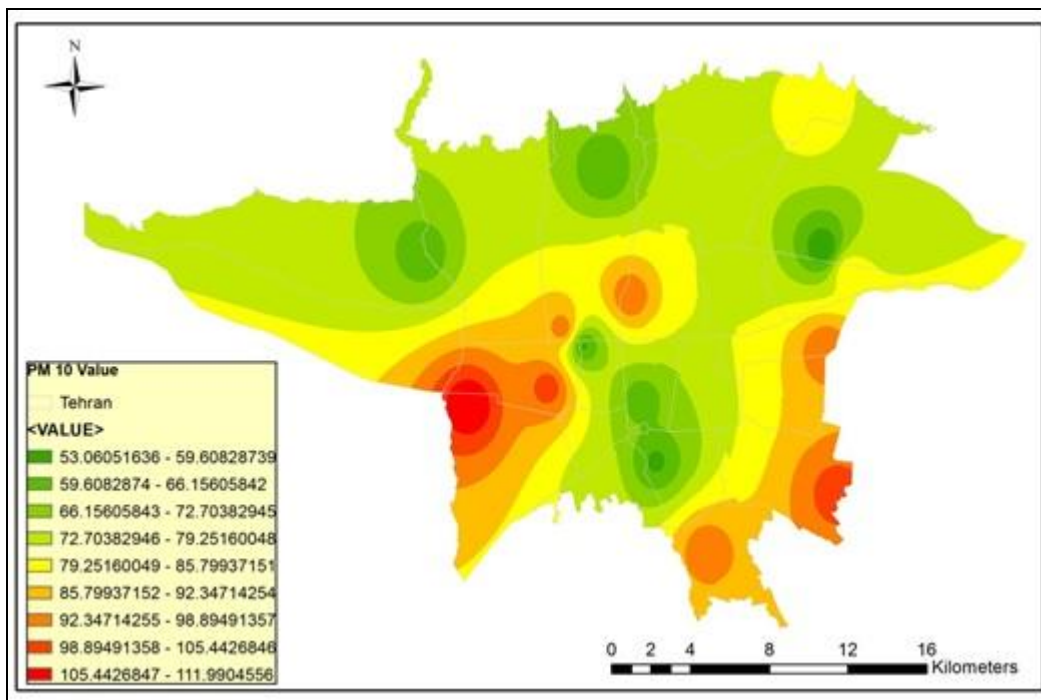 N
PM 10 Value
Tehran
<VALUE>
53.06051636 - 59.60828739
59.6082874 - 66.15605842
66.15605843 - 72.70382945
72.70382946 - 79.25160048
79.25160049 - 85.79937151
85.79937152 - 92.34714254
92.34714255 - 98.89491357
98.89491358 - 105.4426846
105.4426847 - 111.9904556
0 2 4 8 12 16
Kilometers